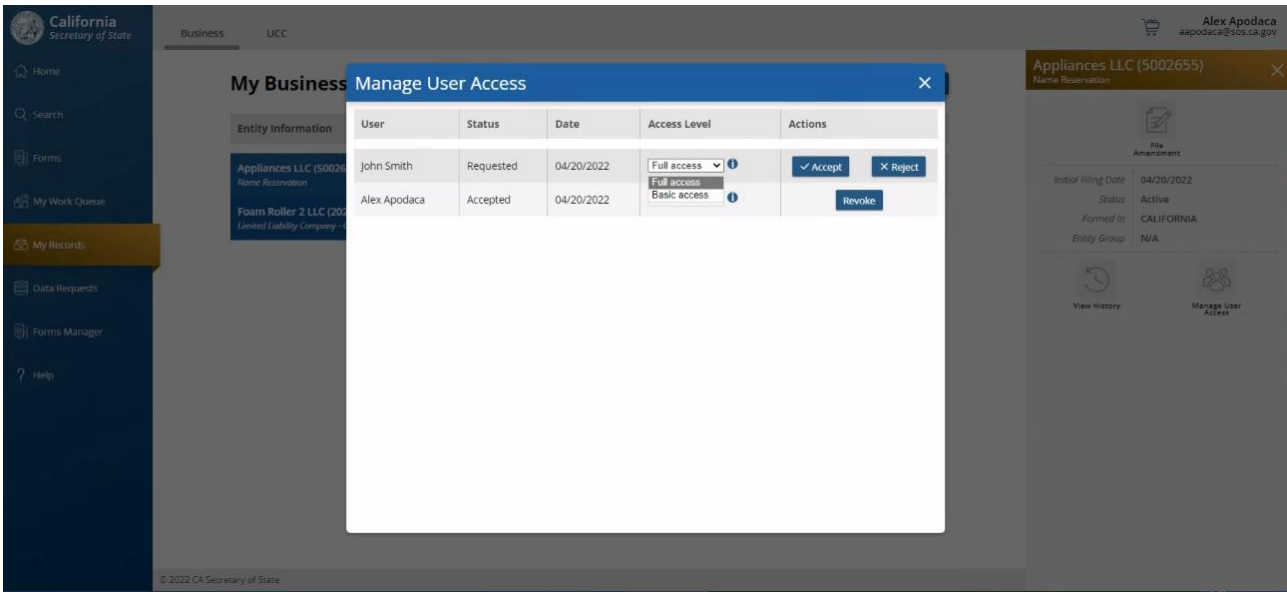 California
Secretary of State
Business UCC
Alex Apodaca
aapodaca@sos.ca.gov
Home
Search
Forms
My Work Queue
My Records
Data Requests
Forms Manager
? Help
My Business
Entity Information
Appliances LLC (50026
Name Reservation
Foam Roller 2 LLC (202
Limited Liability Company -
Manage User Access
User Status Date Access Level Actions
John Smith Requested 04/20/2022 Full access Accept Reject
Full access
Basic access
Alex Apodaca Accepted 04/20/2022 Revoke
Appliances LLC (5002655)
Name Reservation
File
Amendment
Initial Filing Date 04/20/2022
Status Active
Formed In CALIFORNIA
Entity Group N/A
View History Manage User
Access
© 2022 CA Secretary of State